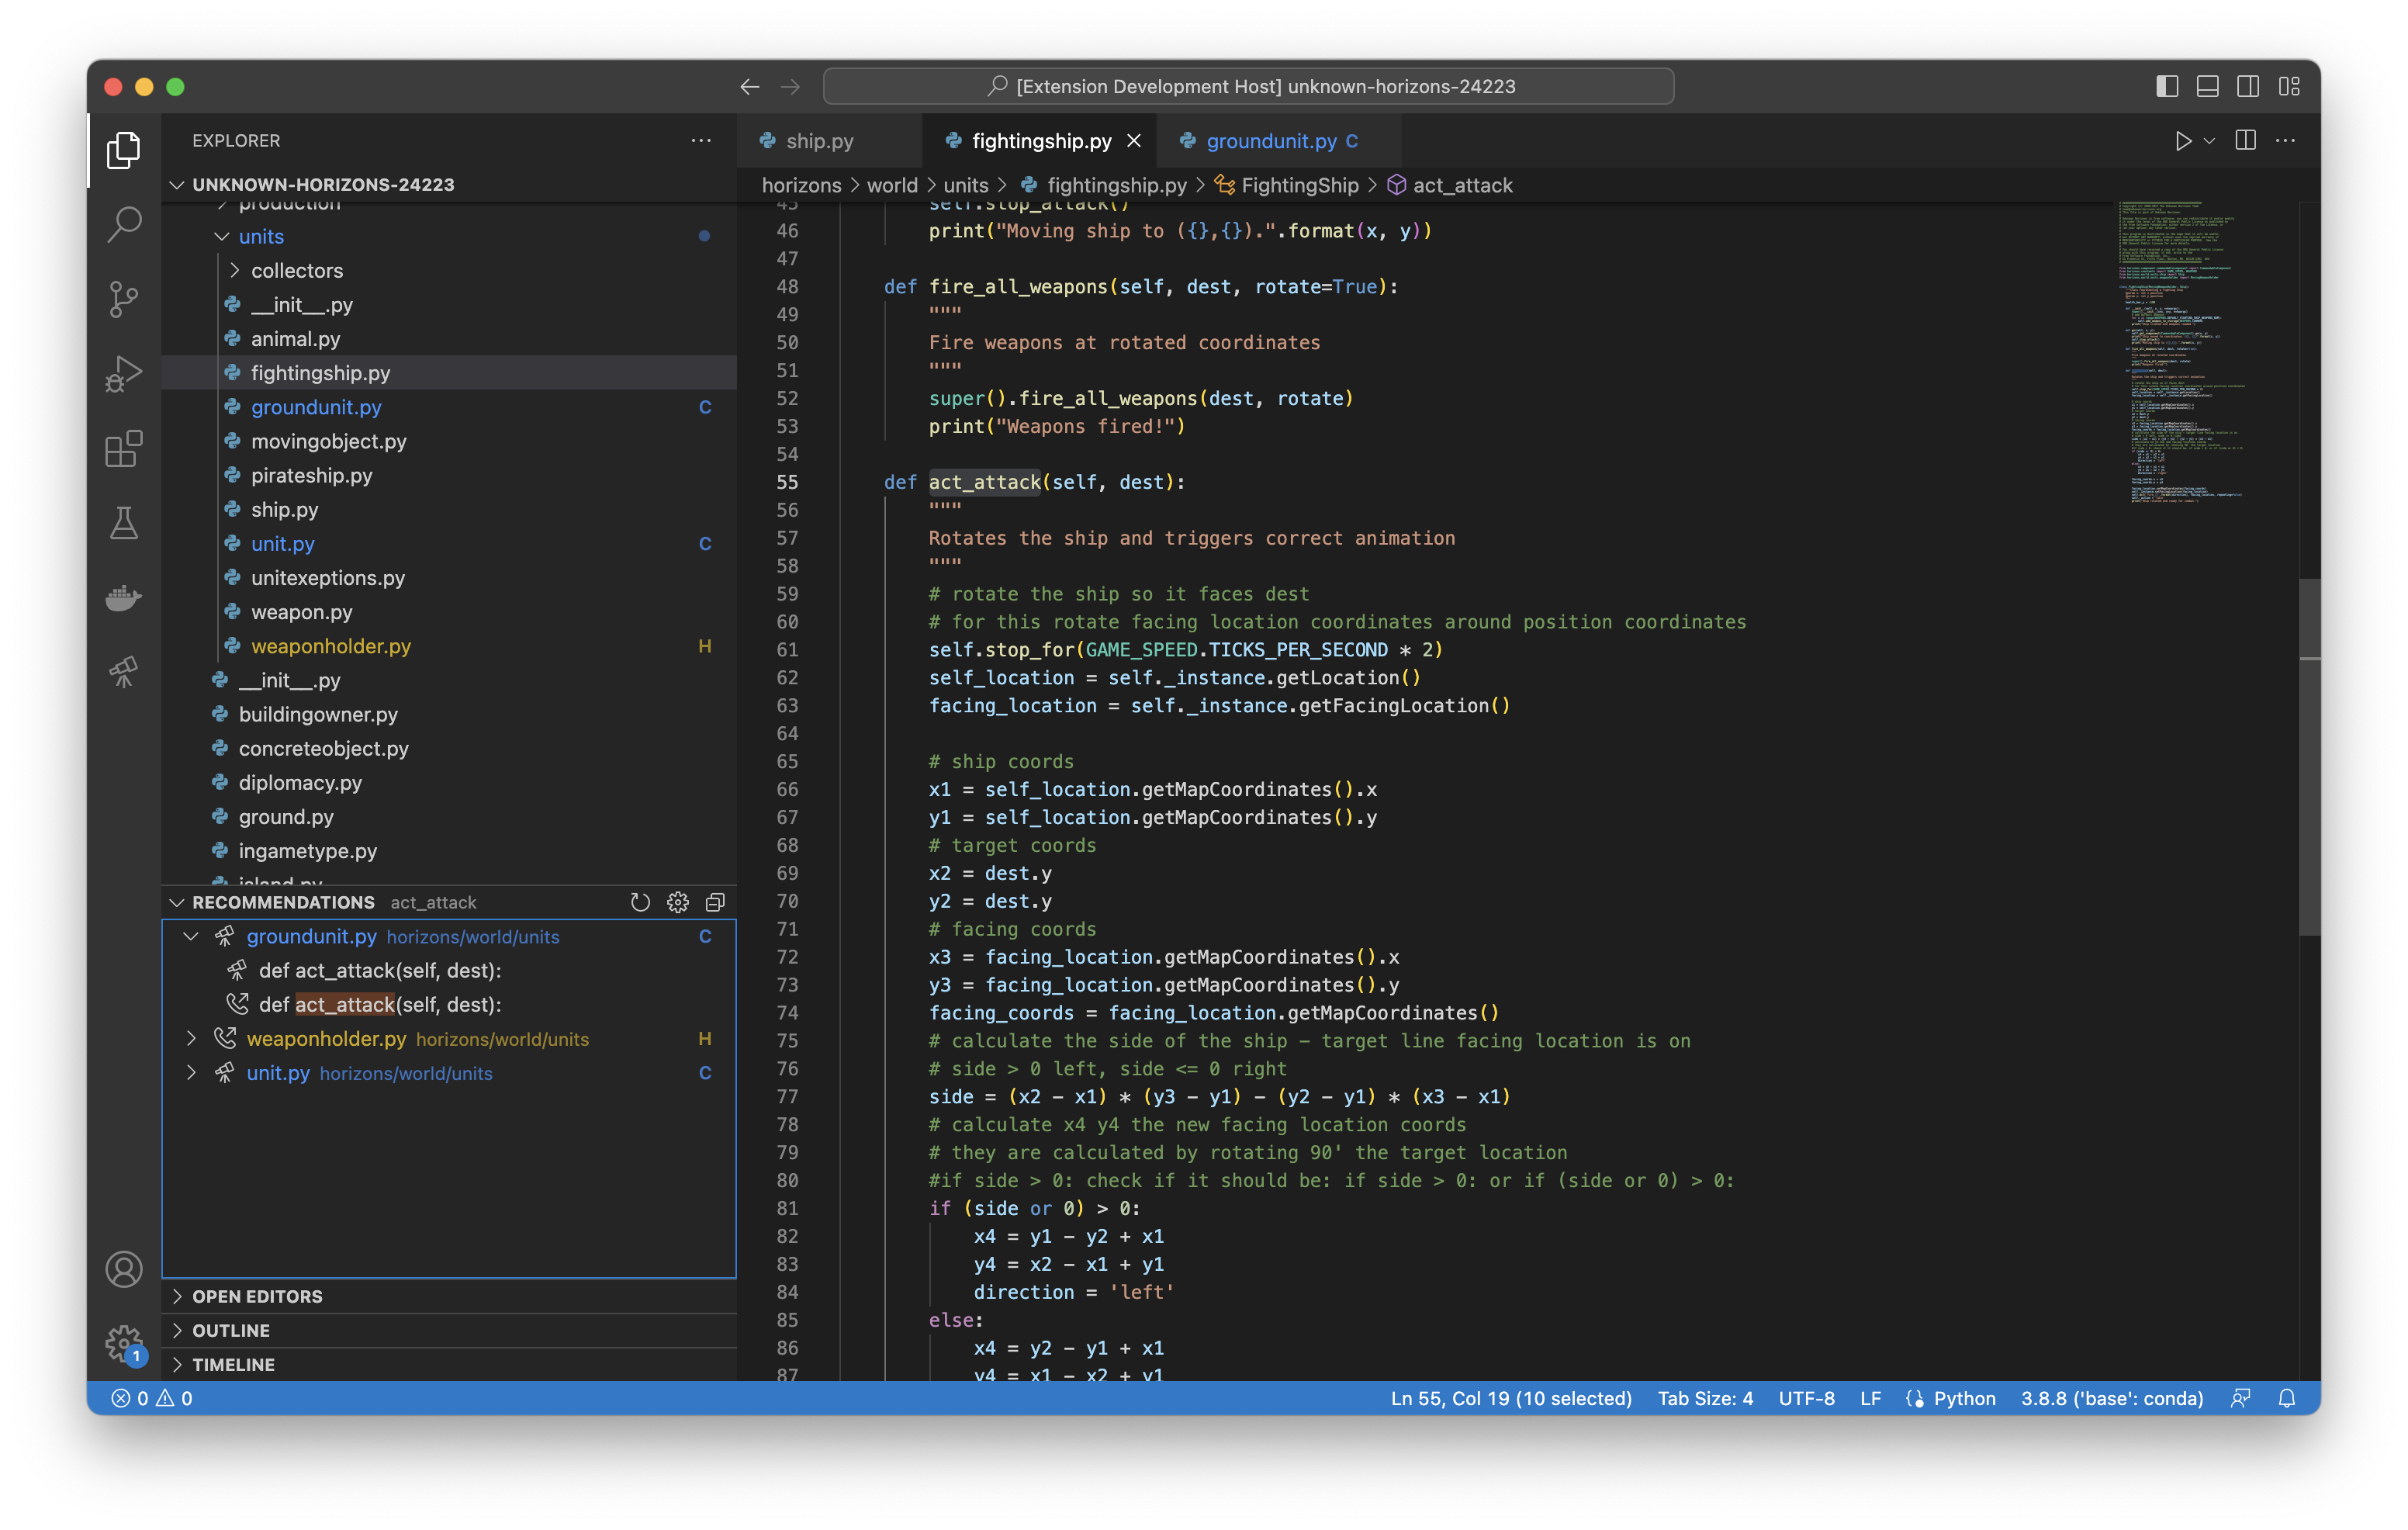 [Extension Development Host] unknown-horizons-24223
EXPLORER
UNKNOWN-HORIZONS-24223
production
units
collectors
__init__.py
animal.py
fightingship.py
groundunit.py C
movingobject.py
pirateship.py
ship.py
unit.py C
unitexeptions.py
weapon.py
weaponholder.py H
__init__.py
buildingowner.py
concreteobject.py
diplomacy.py
ground.py
ingametype.py
island.py
RECOMMENDATIONS act_attack
groundunit.py horizons/world/units C
def act_attack(self, dest):
def act_attack(self, dest):
weaponholder.py horizons/world/units H
unit.py horizons/world/units C
OPEN EDITORS
OUTLINE
TIMELINE
1
ship.py
fightingship.py
groundunit.py C
horizons > world > units > fightingship.py > FightingShip > act_attack
45 self.stop_attack()
46 print("Moving ship to ({},{}).".format(x, y))
47
48 def fire_all_weapons(self, dest, rotate=True):
49 """
50 Fire weapons at rotated coordinates
51 """
52 super().fire_all_weapons(dest, rotate)
53 print("Weapons fired!")
54
55 def act_attack(self, dest):
56 """
57 Rotates the ship and triggers correct animation
58 """
59 # rotate the ship so it faces dest
60 # for this rotate facing location coordinates around position coordinates
61 self.stop_for(GAME_SPEED.TICKS_PER_SECOND * 2)
62 self_location = self._instance.getLocation()
63 facing_location = self._instance.getFacingLocation()
64
65 # ship coords
66 x1 = self_location.getMapCoordinates().x
67 y1 = self_location.getMapCoordinates().y
68 # target coords
69 x2 = dest.y
70 y2 = dest.y
71 # facing coords
72 x3 = facing_location.getMapCoordinates().x
73 y3 = facing_location.getMapCoordinates().y
74 facing_coords = facing_location.getMapCoordinates()
75 # calculate the side of the ship - target line facing location is on
76 # side > 0 left, side <= 0 right
77 side = (x2 - x1) * (y3 - y1) - (y2 - y1) * (x3 - x1)
78 # calculate x4 y4 the new facing location coords
79 # they are calculated by rotating 90' the target location
80 #if side > 0: check if it should be: if side > 0: or if (side or 0) > 0:
81 if (side or 0) > 0:
82 x4 = y1 - y2 + x1
83 y4 = x2 - x1 + y1
84 direction = 'left'
85 else:
86 x4 = y2 - y1 + x1
87 y4 = x1 - x2 + y1
0 0
Ln 55, Col 19 (10 selected) Tab Size: 4 UTF-8 LF Python 3.8.8 ('base': conda)